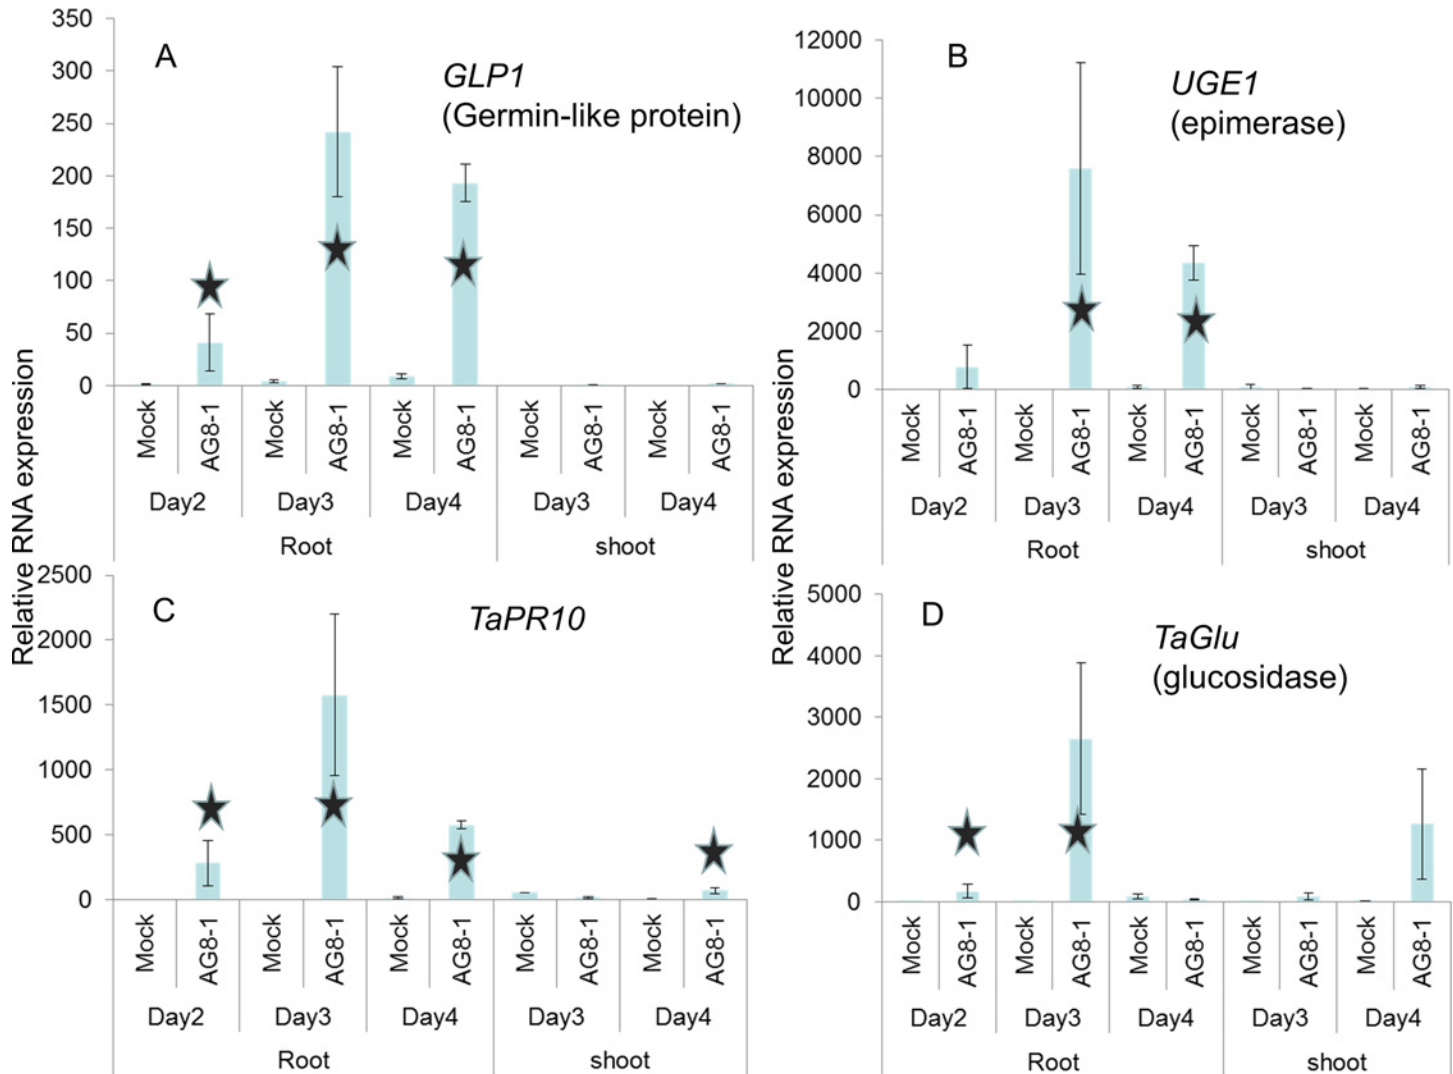 A
GLP1
(Germin-like protein)
350
300
250
200
150
100
50
0
Relative RNA expression
Mock AG8-1 Mock AG8-1 Mock AG8-1 Mock AG8-1 Mock AG8-1
Day2 Day3 Day4 Day3 Day4
Root shoot
B
UGE1
(epimerase)
12000
10000
8000
6000
4000
2000
0
Relative RNA expression
Mock AG8-1 Mock AG8-1 Mock AG8-1 Mock AG8-1 Mock AG8-1
Day2 Day3 Day4 Day3 Day4
Root shoot
C
TaPR10
2500
2000
1500
1000
500
0
Mock AG8-1 Mock AG8-1 Mock AG8-1 Mock AG8-1 Mock AG8-1
Day2 Day3 Day4 Day3 Day4
Root shoot
D
TaGlu
(glucosidase)
5000
4000
3000
2000
1000
0
Mock AG8-1 Mock AG8-1 Mock AG8-1 Mock AG8-1 Mock AG8-1
Day2 Day3 Day4 Day3 Day4
Root shoot